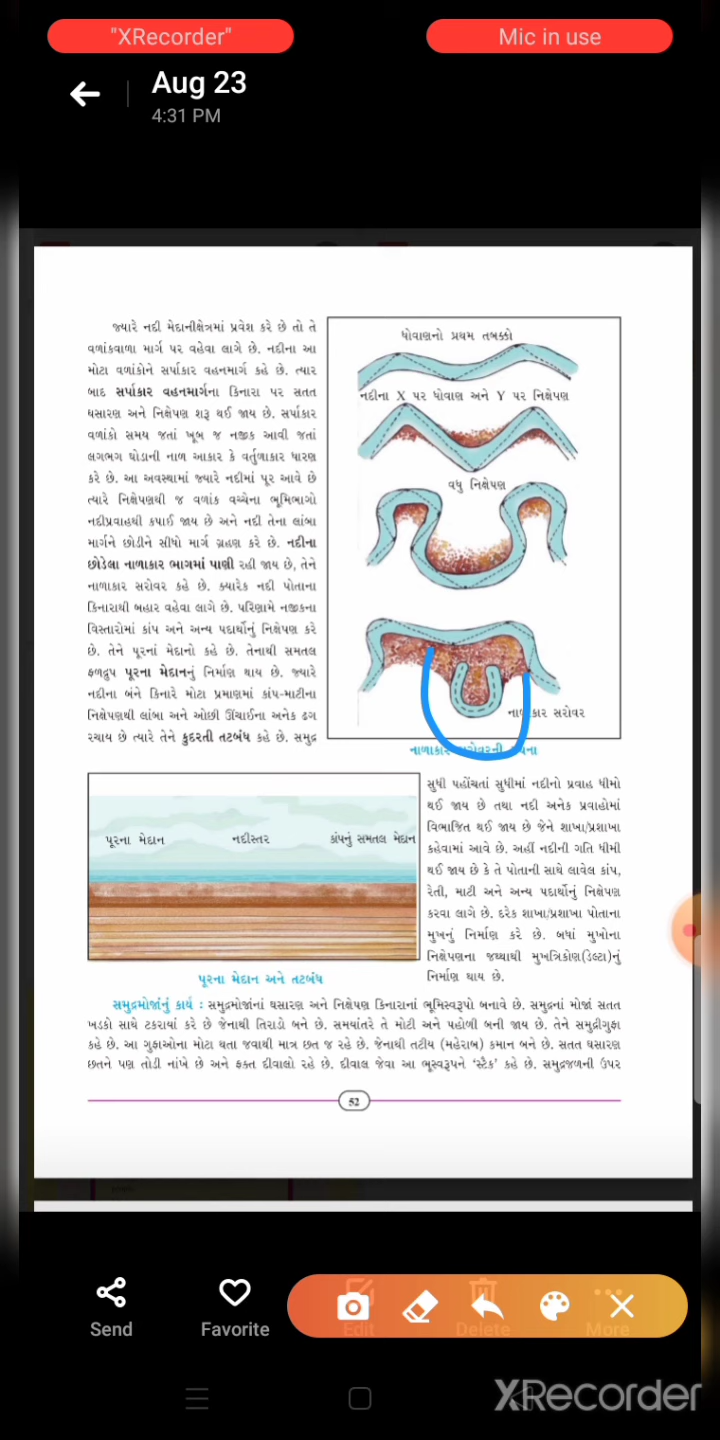 "XRecorder"
Mic in use
Aug 23
4:31 PM
જ્યારે નદી મેદાનીક્ષેત્રમાં પ્રવેશ કરે છે તો તે
વળાંકવાળા માર્ગ પર વહેવા લાગે છે. નદીના આ
મોટા વળાંકોને સર્પાકાર વહનમાર્ગ કહે છે. ત્યાર
બાદ સર્પાકાર વહનમાર્ગના કિનારા પર સતત
ઘસારણ અને નિક્ષેપણ શરૂ થઈ જાય છે. સર્પાકાર
વળાંકો સમય જતાં ખૂબ જ નજીક આવી જતાં
લગભગ ઘોડાની નાળ આકાર કે વર્તુળાકાર ધારણ
કરે છે. આ અવસ્થામાં જ્યારે નદીમાં પૂર આવે છે
ત્યારે નિક્ષેપણથી જ વળાંક વચ્ચેના ભૂમિભાગો
નદીપ્રવાહથી કપાઈ જાય છે અને નદી તેના લાંબા
માર્ગને છોડીને સીધો માર્ગ ગ્રહણ કરે છે. નદીના
છોડેલા નાળાકાર ભાગમાં પાણી રહી જાય છે, તેને
નાળાકાર સરોવર કહે છે. ક્યારેક નદી પોતાના
કિનારાથી બહાર વહેવા લાગે છે. પરિણામે નજીકના
વિસ્તારોમાં કાંપ અને અન્ય પદાર્થોનું નિક્ષેપણ કરે
છે. તેને પૂરનાં મેદાનો કહે છે. તેનાથી સમતલ
ફળદ્રુપ પૂરના મેદાનનું નિર્માણ થાય છે. જ્યારે
નદીના બંને કિનારે મોટા પ્રમાણમાં કાંપ-માટીના
નિક્ષેપણથી લાંબા અને ઓછી ઊંચાઈના અનેક ઢગ
રચાય છે ત્યારે તેને કુદરતી તટબંધ કહે છે. સમુદ્ર
ધોવાણનો પ્રથમ તબક્કો
નદીના X પર ધોવાણ અને Y પર નિક્ષેપણ
વધુ નિક્ષેપણ
નાળાકાર સરોવર
નાળાકાર સરોવરની રચના
પૂરના મેદાન
નદીસ્તર
કાંપનું સમતલ મેદાન
પૂરના મેદાન અને તટબંધ
સુધી પહોંચતાં સુધીમાં નદીનો પ્રવાહ ધીમો
થઈ જાય છે તથા નદી અનેક પ્રવાહોમાં
વિભાજિત થઈ જાય છે જેને શાખા/પ્રશાખા
કહેવામાં આવે છે. અહીં નદીની ગતિ ધીમી
થઈ જાય છે કે તે પોતાની સાથે લાવેલ કાંપ,
રેતી, માટી અને અન્ય પદાર્થોનું નિક્ષેપણ
કરવા લાગે છે. દરેક શાખા/પ્રશાખા પોતાના
મુખનું નિર્માણ કરે છે. બધાં મુખોના
નિક્ષેપણના જથ્થાથી મુખત્રિકોણ(ડેલ્ટા)નું
નિર્માણ થાય છે.
સમુદ્રમોજાંનું કાર્ય : સમુદ્રમોજાંનાં ઘસારણ અને નિક્ષેપણ કિનારાનાં ભૂમિસ્વરૂપો બનાવે છે. સમુદ્રનાં મોજાં સતત
ખડકો સાથે ટકરાયાં કરે છે જેનાથી તિરાડો બને છે. સમયાંતરે તે મોટી અને પહોળી બની જાય છે. તેને સમુદ્રીગુફા
કહે છે. આ ગુફાઓના મોટા થતા જવાથી માત્ર છત જ રહે છે. જેનાથી તટીય (મહેરાબ) કમાન બને છે. સતત ઘસારણ
છતને પણ તોડી નાંખે છે અને ફક્ત દીવાલો રહે છે. દીવાલ જેવા આ ભૂસ્વરૂપને 'સ્ટૅક' કહે છે. સમુદ્રજળની ઉપર
52
Send
Favorite
Edit
Delete
More
XRecorder